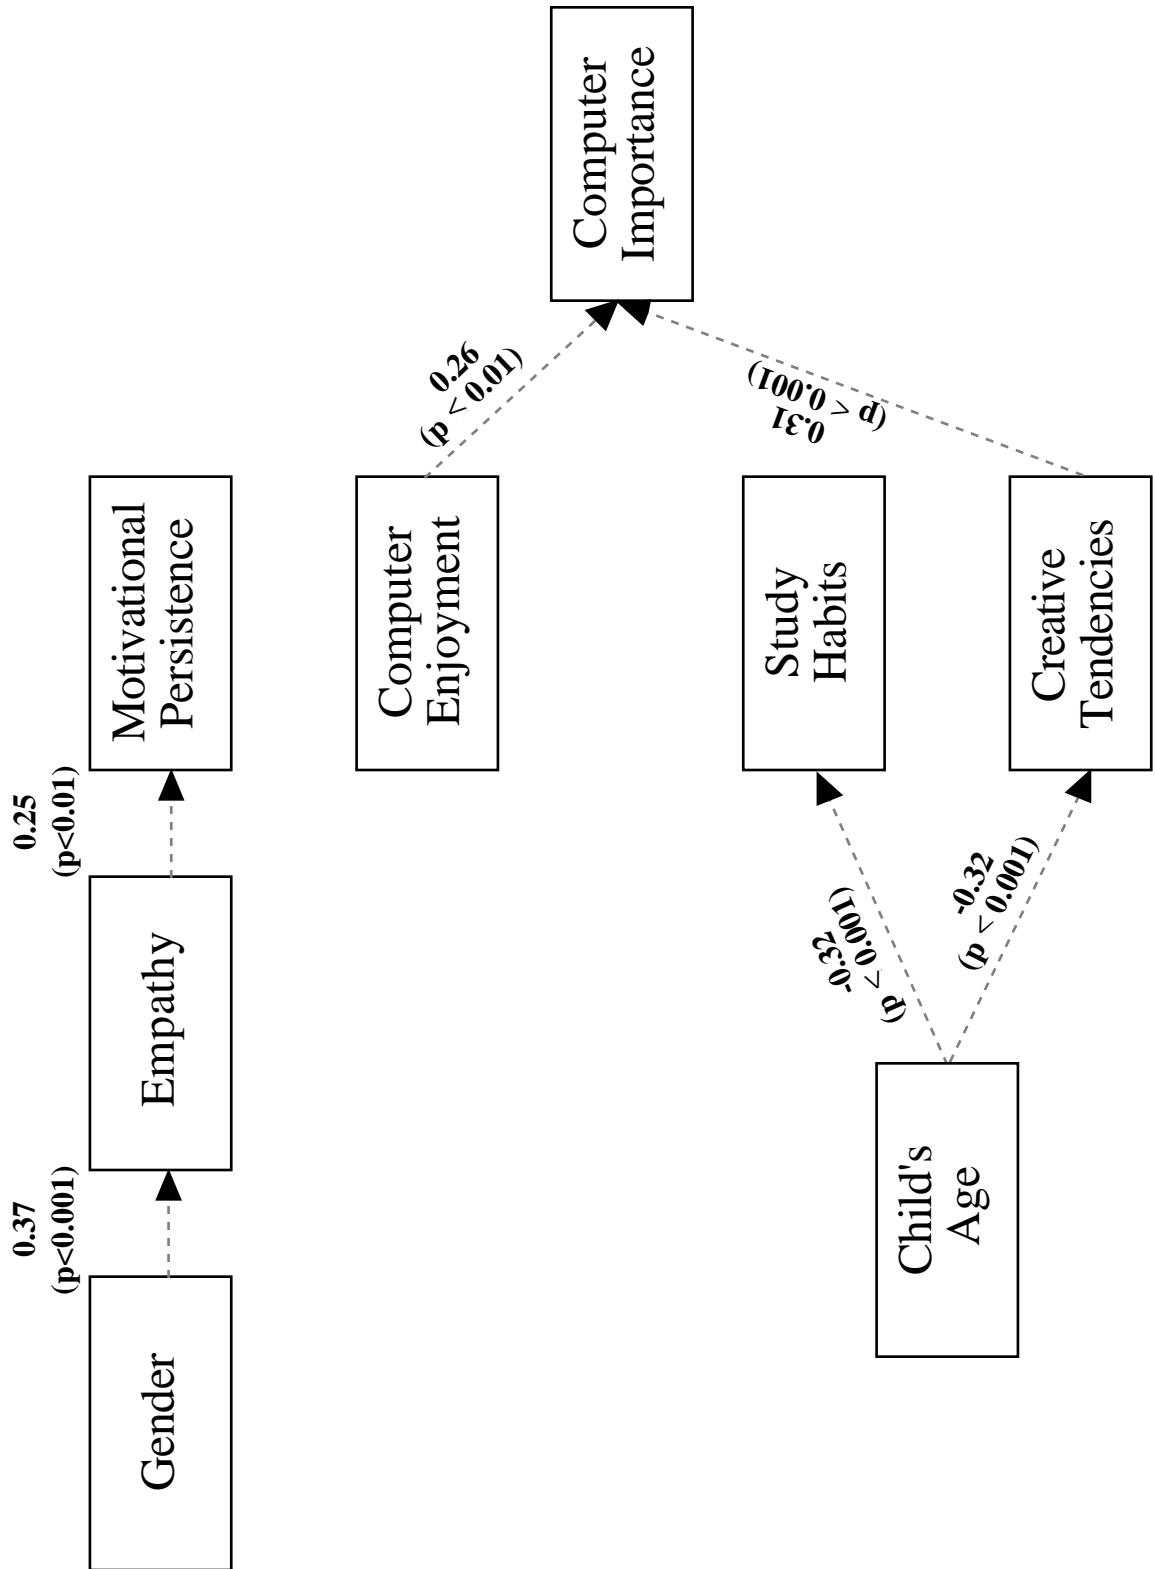 0.37
(p<0.001)
0.25
(p<0.01)
Gender
Empathy
Motivational
Persistence
Computer
Enjoyment
0.26
(p < 0.01)
Computer
Importance
0.31
(p < 0.001)
Study
Habits
-0.32
(p < 0.001)
Child's
Age
-0.32
(p < 0.001)
Creative
Tendencies